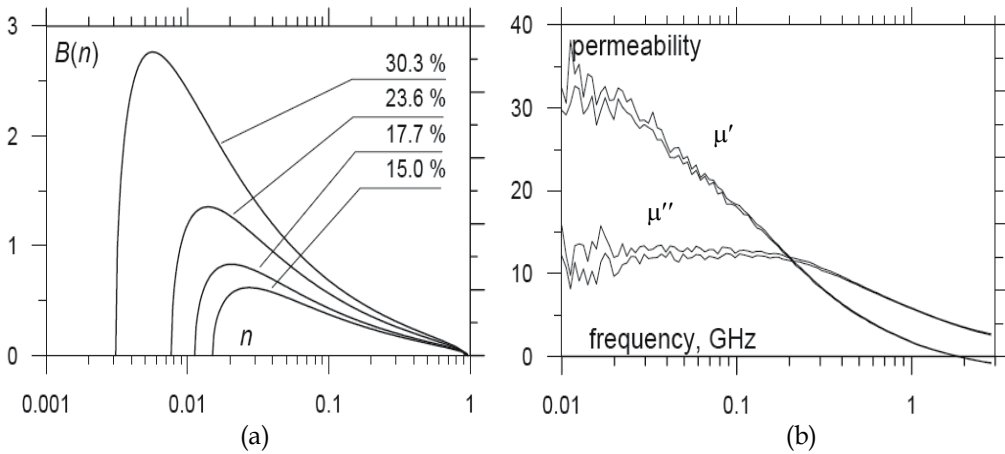 3
2
1
0
B(n)
30.3 %
23.6 %
17.7 %
15.0 %
n
0.001
0.01
0.1
1
(a)
40
30
20
10
0
permeability
μ′
μ′′
frequency, GHz
0.01
0.1
1
(b)